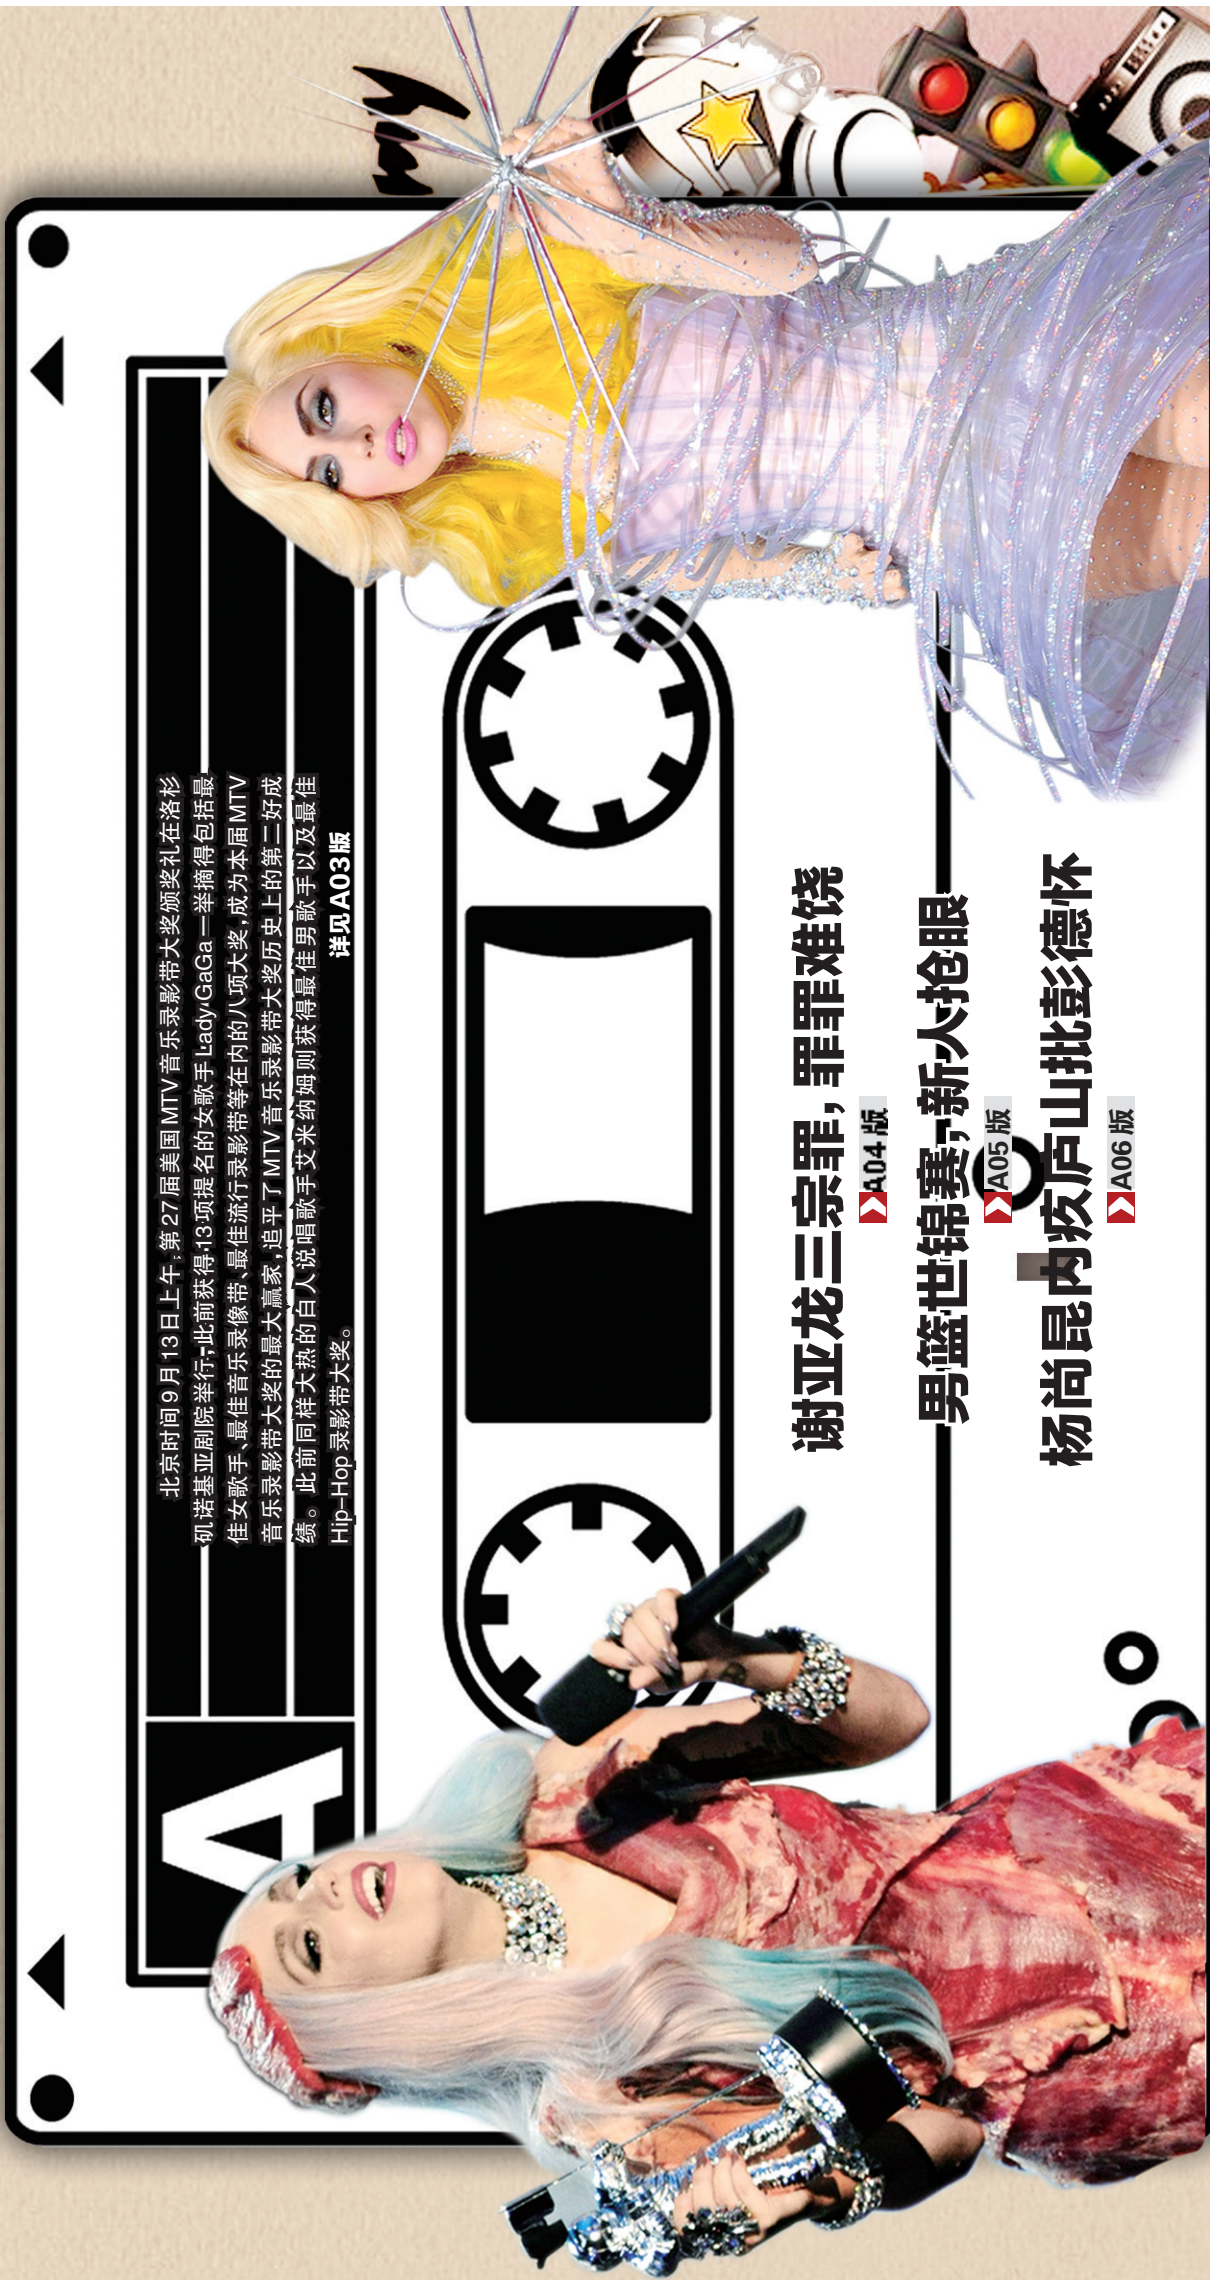 A
北京时间9月13日上午,第27届美国MTV音乐录影带大奖颁奖礼在洛杉
矶诺基亚剧院举行,此前获得13项提名的女歌手LadyGaGa一举摘得包括最
佳女歌手、最佳音乐录像带、最佳流行录影带等在内的八项大奖,成为本届MTV
音乐录影带大奖的最大赢家,追平了MTV音乐录影带大奖历史上的第二好成
绩。此前同样大热的白人说唱歌手艾米纳姆则获得最佳男歌手以及最佳
Hip-Hop录影带大奖。
详见A03版
谢亚龙三宗罪,罪罪难饶
A04版
男篮世锦赛,新人抢眼
A05版
杨尚昆内疚庐山批彭德怀
A06版